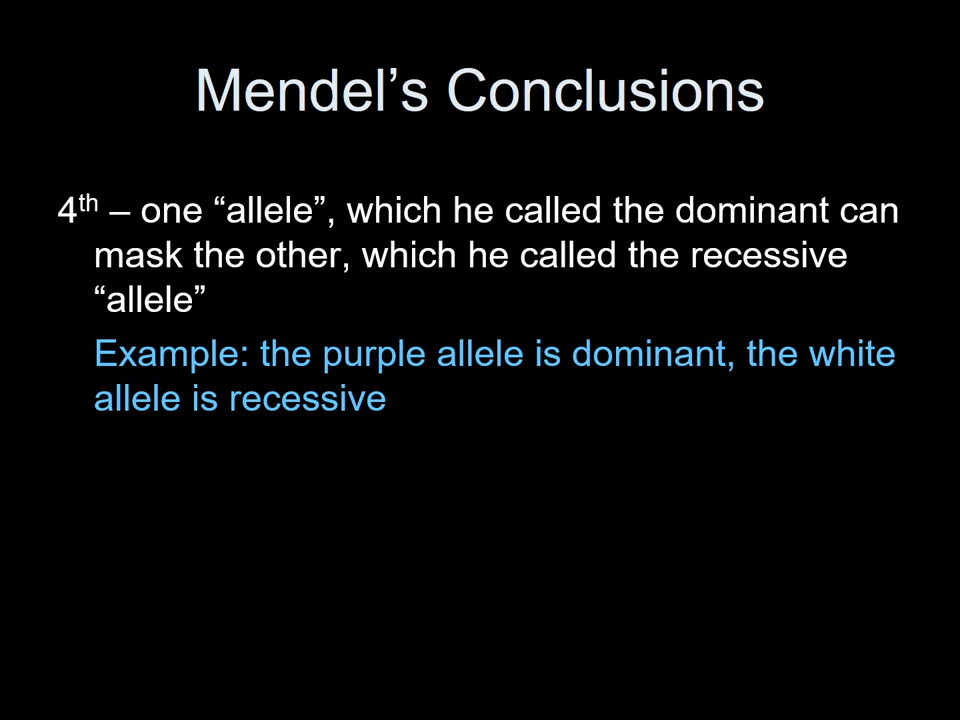 Mendel’s Conclusions
4th – one “allele”, which he called the dominant can
mask the other, which he called the recessive
“allele”
Example: the purple allele is dominant, the white
allele is recessive